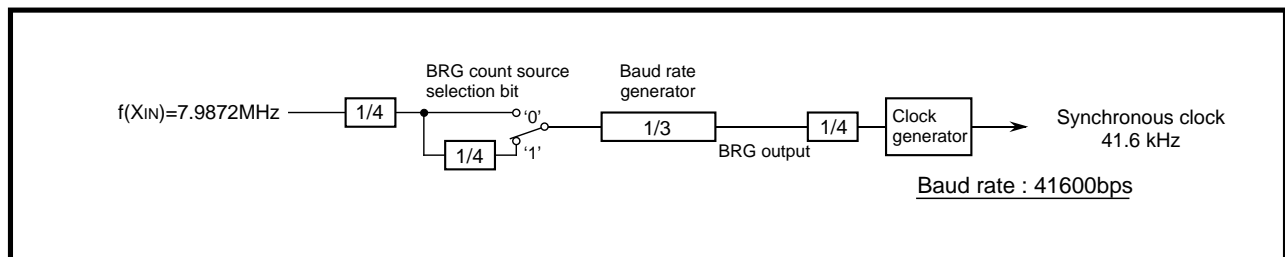 f(XIN)=7.9872MHz
1/4
BRG count source
selection bit
'0'
1/4
'1'
Baud rate
generator
1/3
BRG output
1/4
Clock
generator
Synchronous clock
41.6 kHz
Baud rate : 41600bps